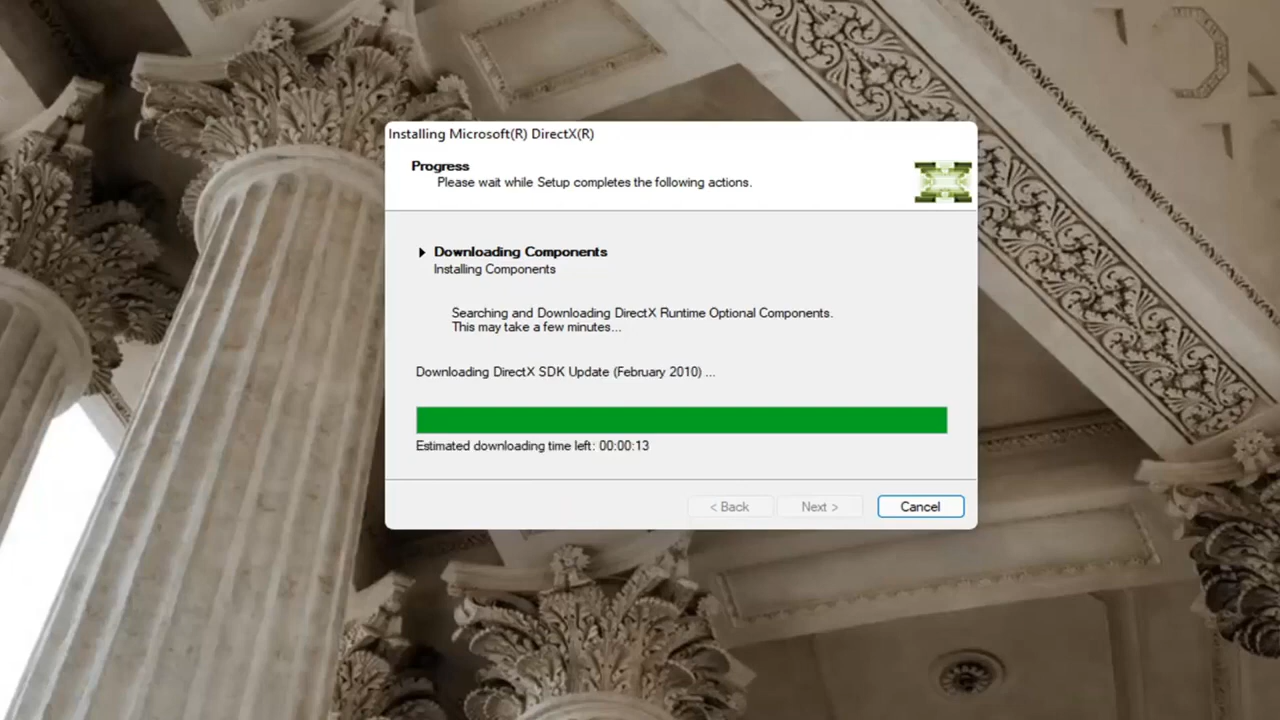 Installing Microsoft(R) DirectX(R)
Progress
Please wait while Setup completes the following actions.
Downloading Components
Installing Components
Searching and Downloading DirectX Runtime Optional Components.
This may take a few minutes...
Downloading DirectX SDK Update (February 2010) ...
Estimated downloading time left: 00:00:13
< Back Next > Cancel